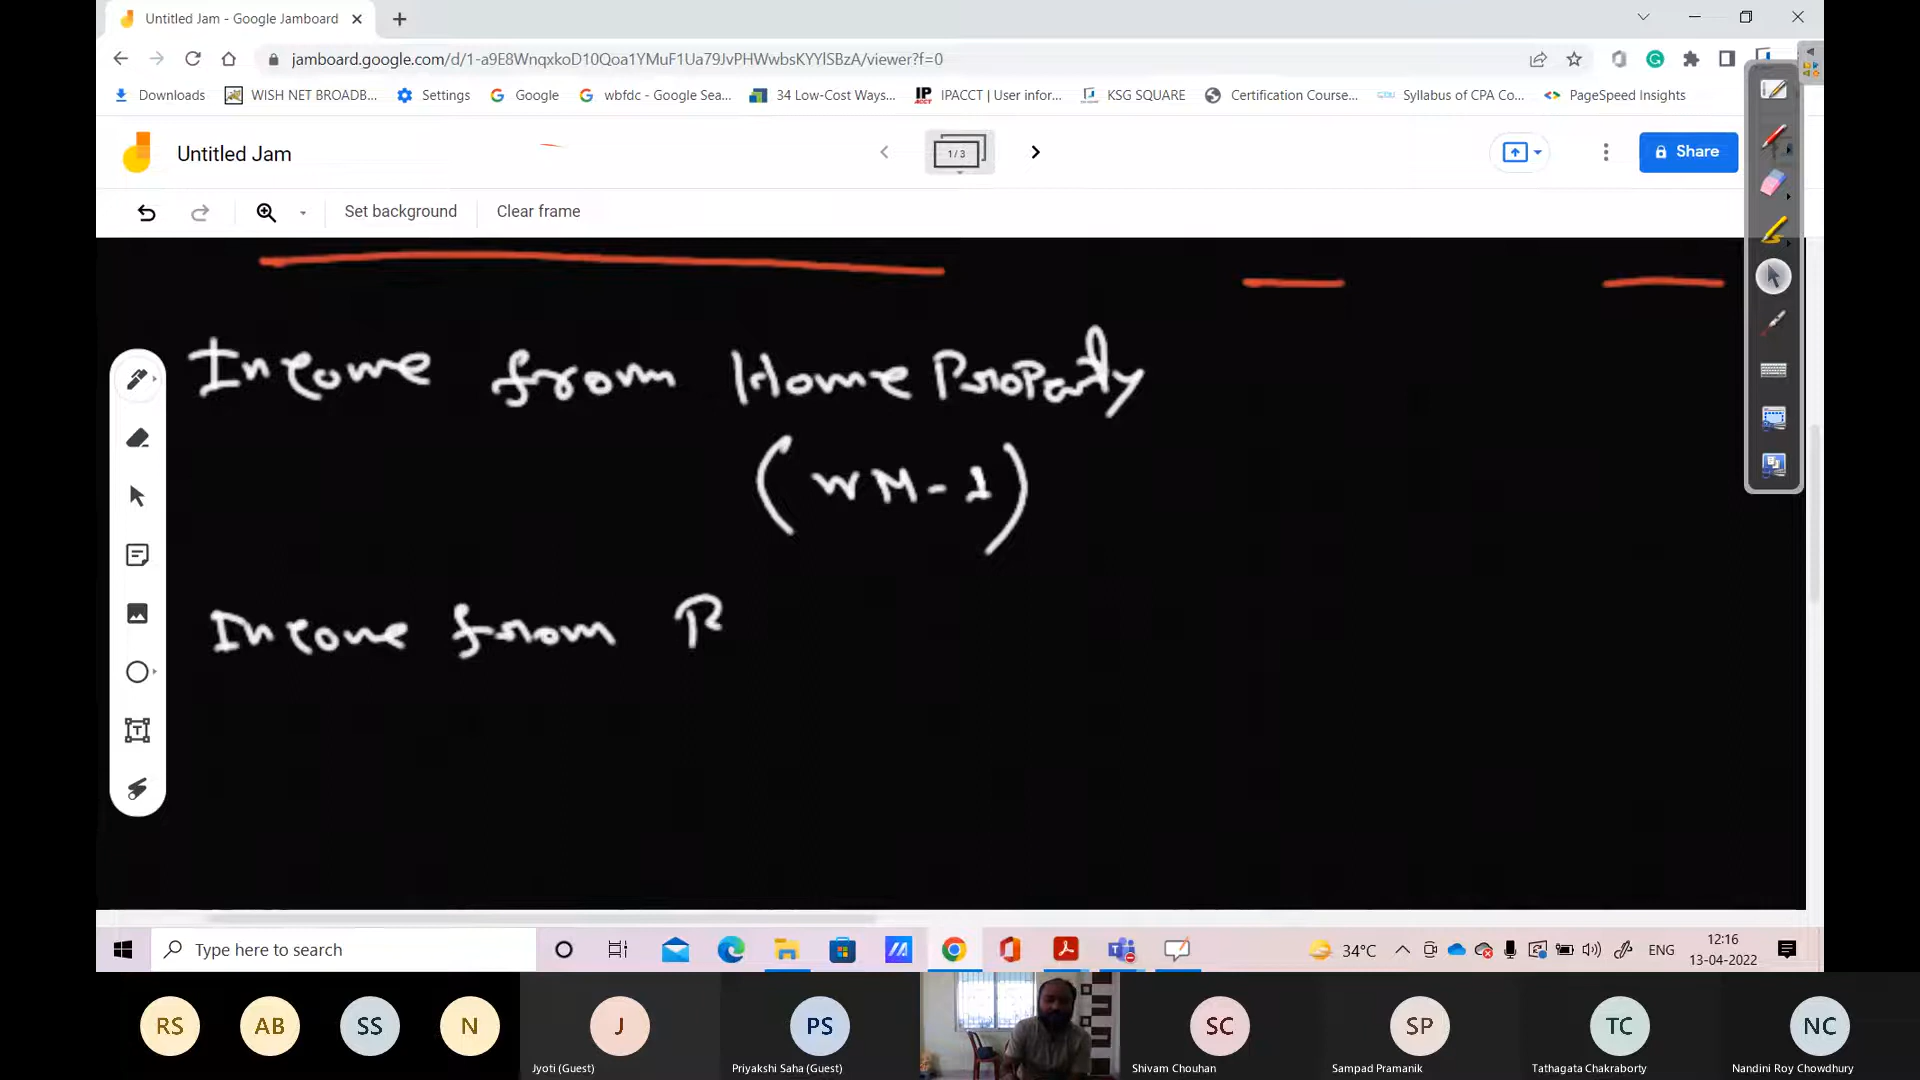 Untitled Jam - Google Jamboard
jamboard.google.com/d/1-a9E8WnqxkoD10Qoa1YMuF1Ua79JvPHWwbsKYYlSBzA/viewer?f=0
Downloads WISH NET BROADB... Settings Google wbfdc - Google Sea... 34 Low-Cost Ways... IPACCT | User infor... KSG SQUARE Certification Course... Syllabus of CPA Co... PageSpeed Insights
Untitled Jam 1/3 Share
Set background Clear frame
Income from Home Property
(WM-1)
Income from P
Type here to search 34°C ENG 12:16
13-04-2022
RS AB SS N J PS SC SP TC NC
Jyoti (Guest) Priyakshi Saha (Guest) Shivam Chouhan Sampad Pramanik Tathagata Chakraborty Nandini Roy Chowdhury